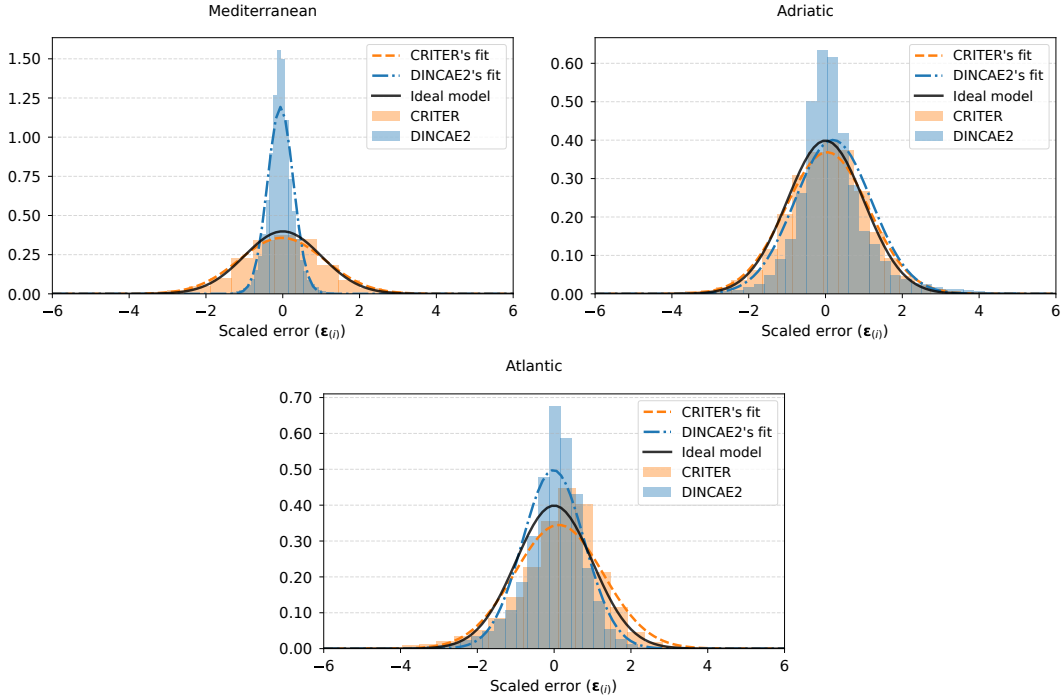 Mediterranean
1.50
1.25
1.00
0.75
0.50
0.25
0.00
−6
−4
−2
0
2
4
6
Scaled error (ε(i))
CRITER's fit
DINCAE2's fit
Ideal model
CRITER
DINCAE2
Adriatic
0.60
0.50
0.40
0.30
0.20
0.10
0.00
−6
−4
−2
0
2
4
6
Scaled error (ε(i))
CRITER's fit
DINCAE2's fit
Ideal model
CRITER
DINCAE2
Atlantic
0.70
0.60
0.50
0.40
0.30
0.20
0.10
0.00
−6
−4
−2
0
2
4
6
Scaled error (ε(i))
CRITER's fit
DINCAE2's fit
Ideal model
CRITER
DINCAE2